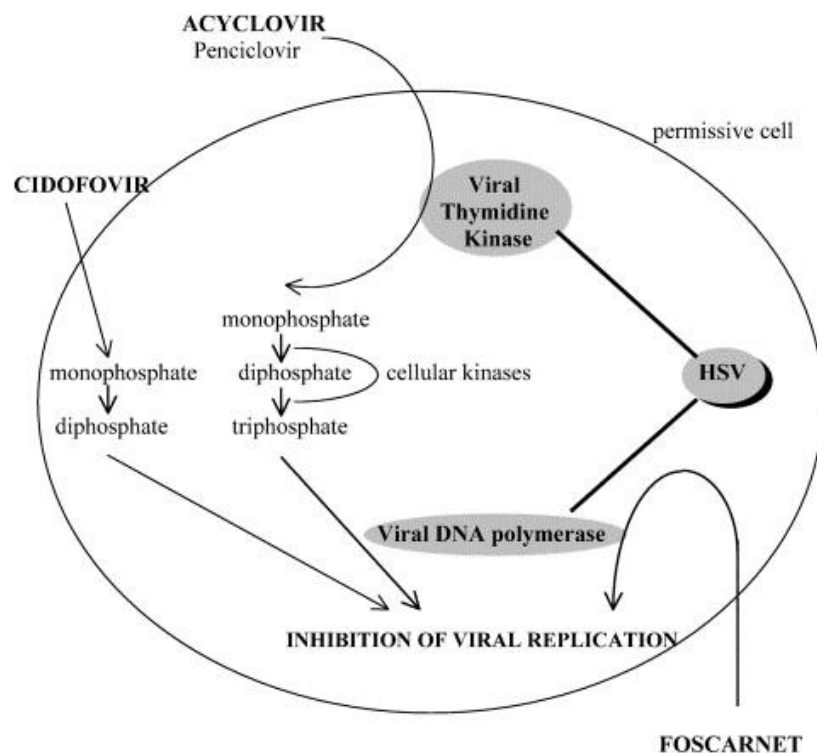 ACYCLOVIR
Penciclovir
permissive cell
CIDOFOVIR
Viral
Thymidine
Kinase
monophosphate
monophosphate
diphosphate
cellular kinases
HSV
diphosphate
triphosphate
Viral DNA polymerase
INHIBITION OF VIRAL REPLICATION
FOSCARNET